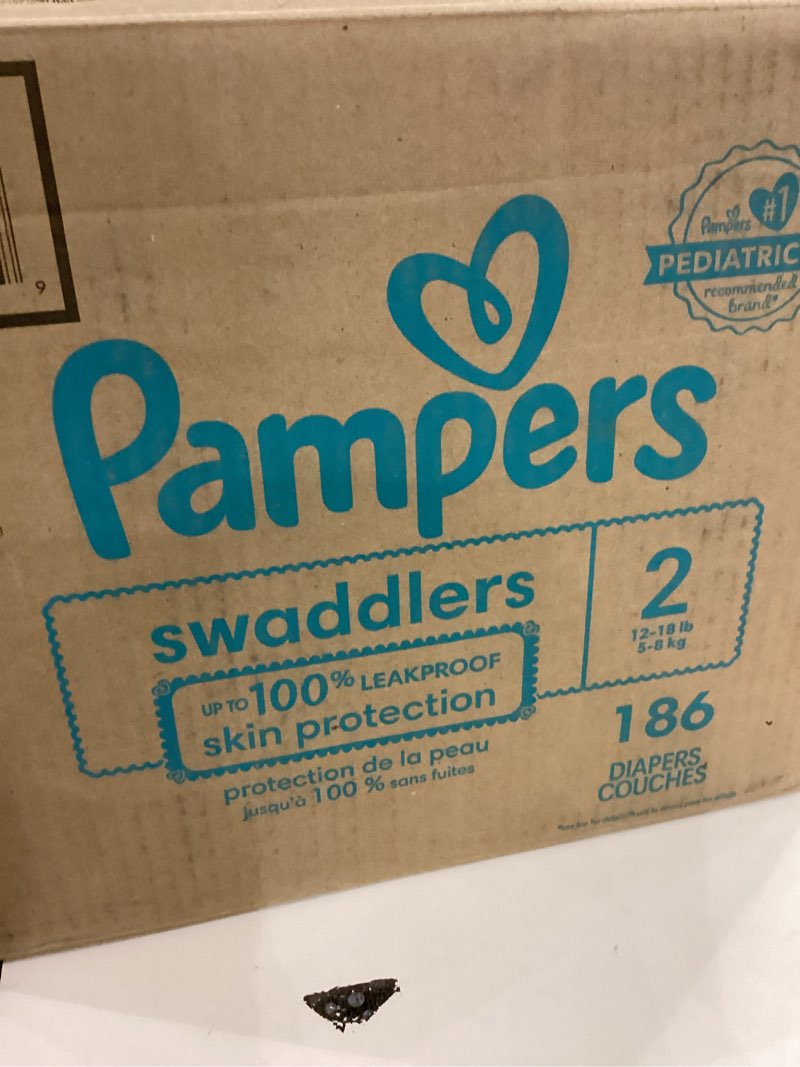 9
Pampers
#1
PEDIATRIC
recommended
brand*
Pampers
swaddlers
2
12-18 lb
5-8 kg
UP TO 100% LEAKPROOF
skin protection
protection de la peau
jusqu'à 100 % sans fuites
186
DIAPERS
COUCHES